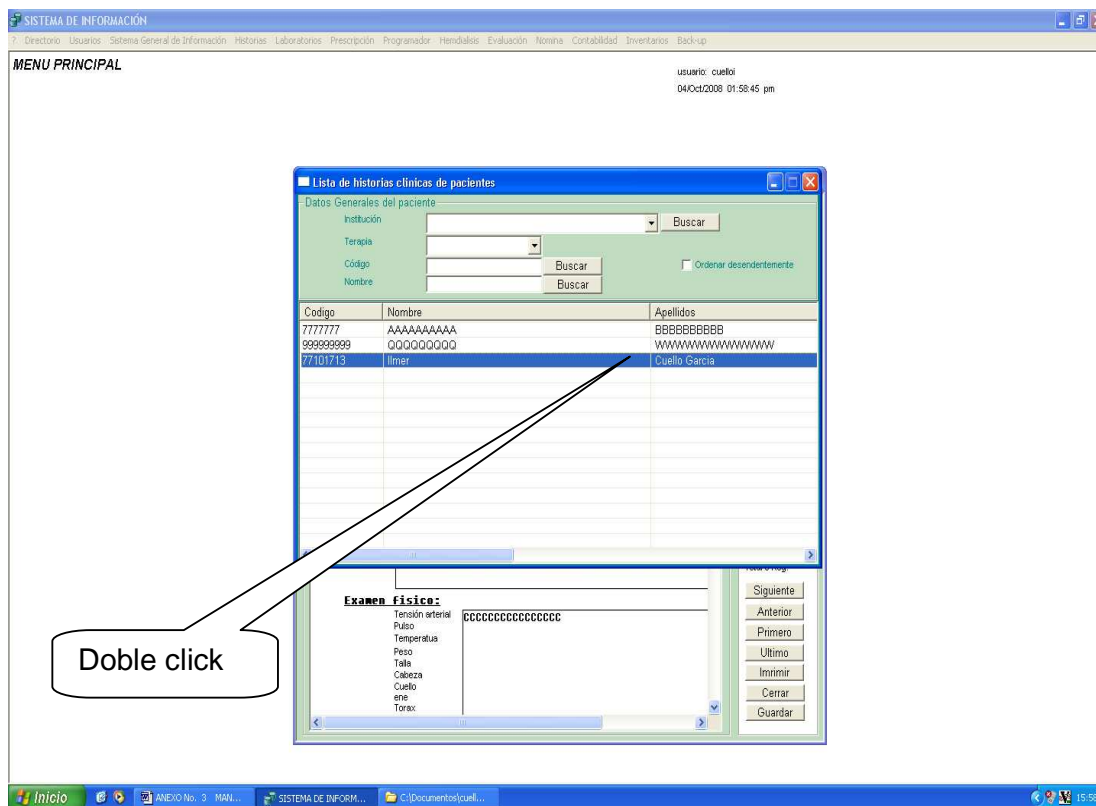 SISTEMA DE INFORMACIÓN
? Directorio Usuarios Sistema General de Información Historias Laboratorios Prescripción Programador Hemdialsis Evaluación Nomina Contabilidad Inventarios Back-up
MENU PRINCIPAL
usuario: cuelloi
04/Oct/2008 01:58:45 pm
Lista de historias clinicas de pacientes
Datos Generales del paciente
Institución Buscar
Terapia
Código Buscar Ordenar desendentemente
Nombre Buscar
Codigo Nombre Apellidos
7777777 AAAAAAAAAA BBBBBBBBBB
999999999 QQQQQQQQQ
77101713 Ilmer Cuello Garcia
Siguiente
Examen fisico:
Tensión arterial CCCCCCCCCCCCCCCC Anterior
Pulso
Temperatua Primero
Peso Ultimo
Talla
Cabeza Imrimir
Cuello
ene Cerrar
Torax Guardar
Doble click
Inicio ANEXO No. 3 MAN... SISTEMA DE INFORM... C:\Documentos\cuell...